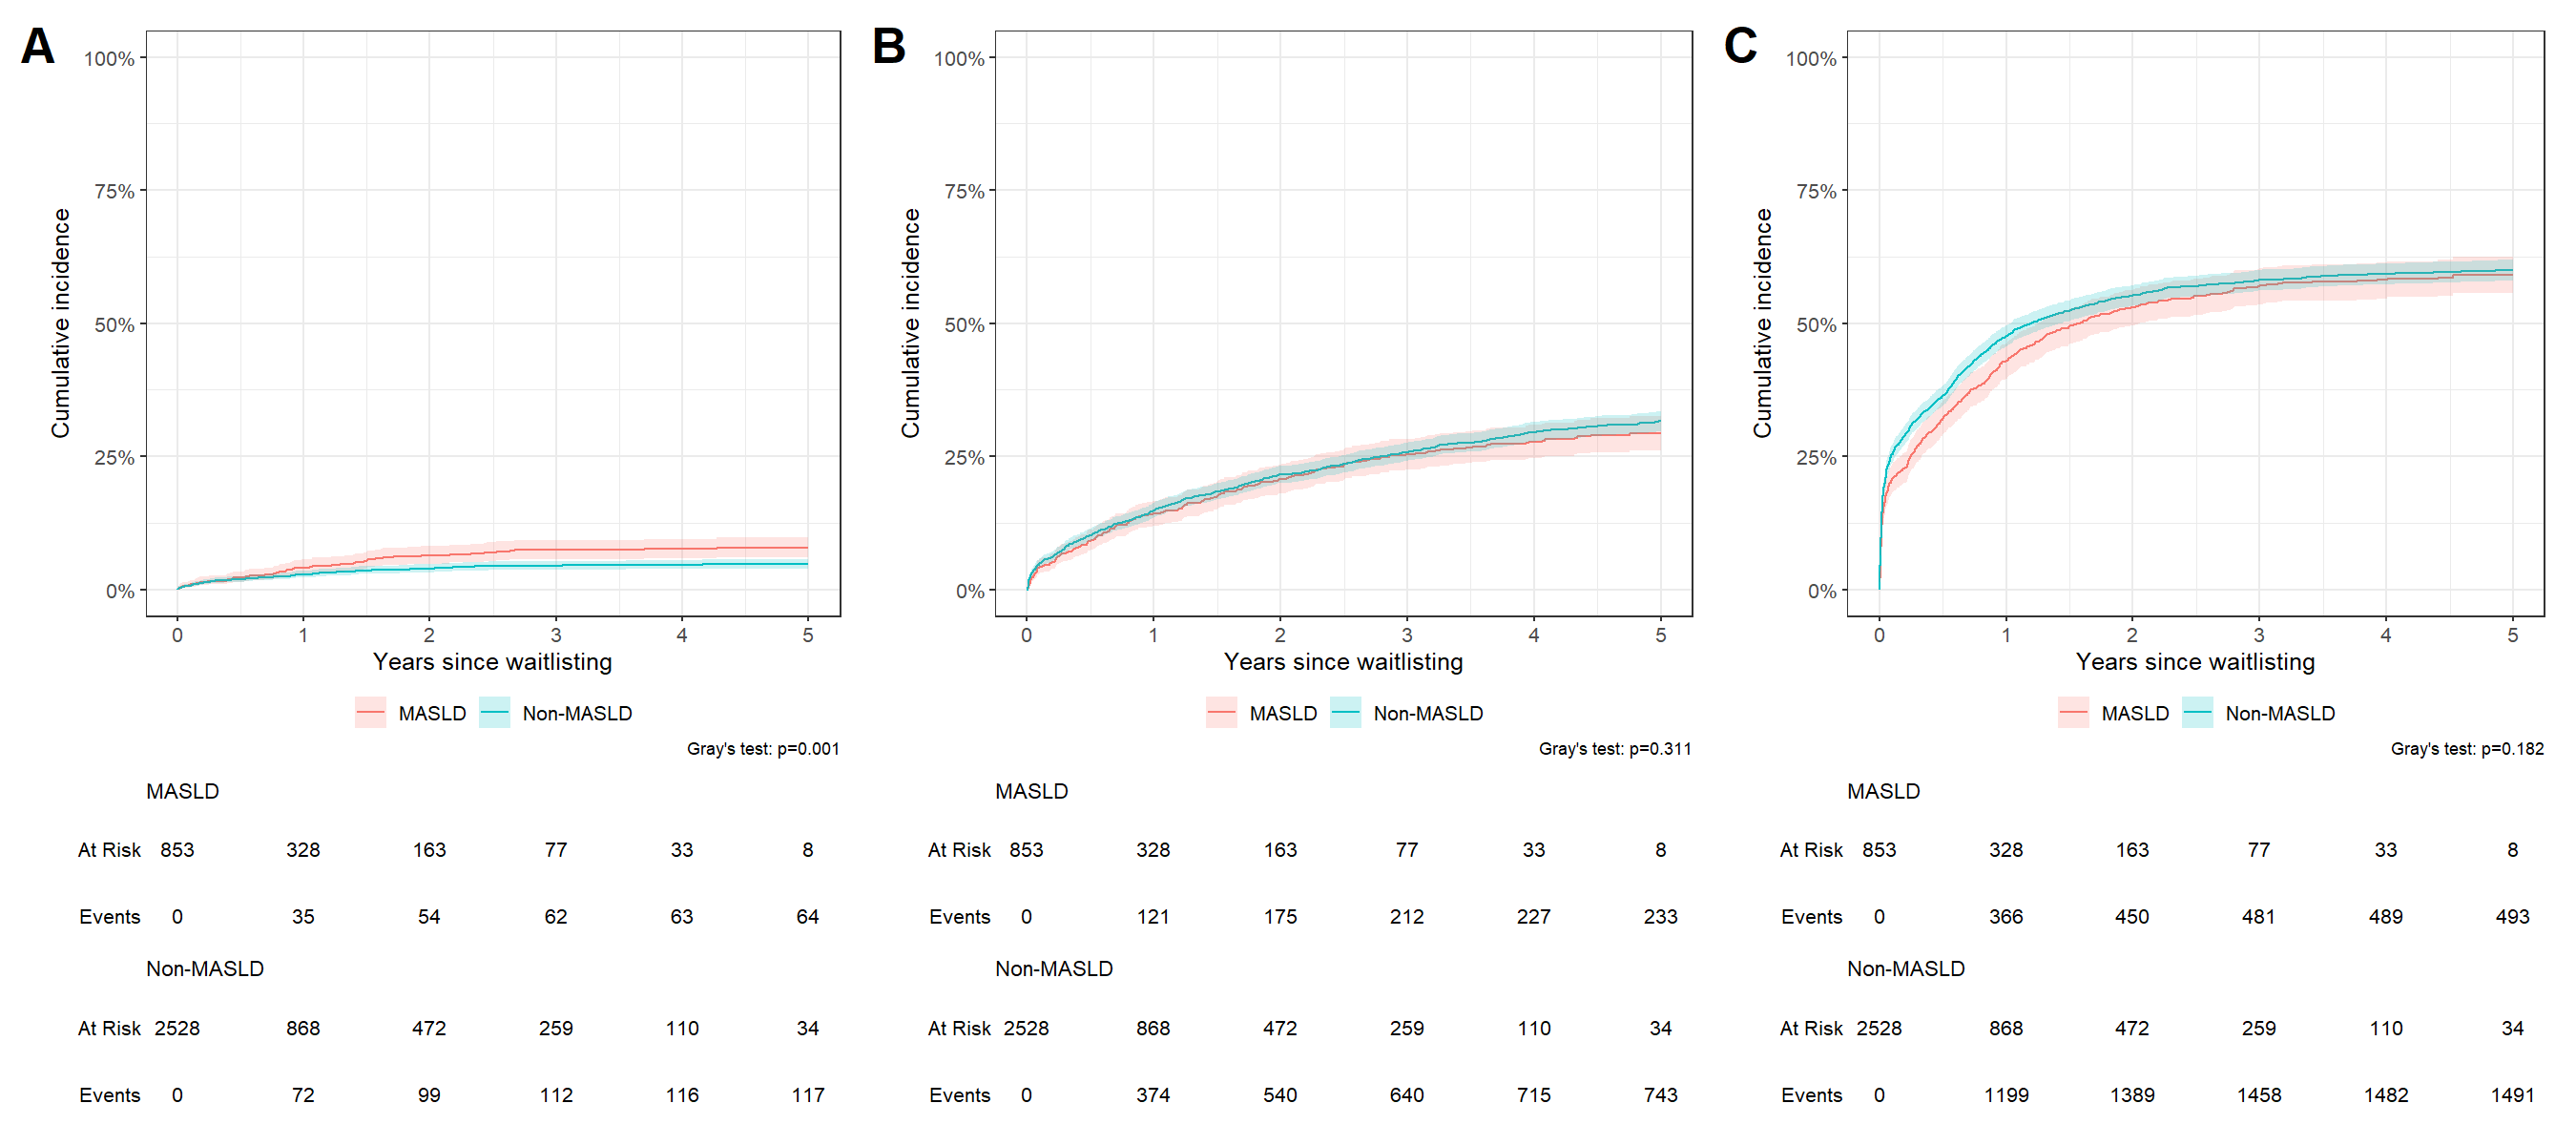 A
B
C
100%
75%
50%
25%
0%
Cumulative incidence
0 1 2 3 4 5
Years since waitlisting
MASLD Non-MASLD
Gray's test: p=0.001
MASLD
At Risk 853 328 163 77 33 8
Events 0 35 54 62 63 64
Non-MASLD
At Risk 2528 868 472 259 110 34
Events 0 72 99 112 116 117
100%
75%
50%
25%
0%
Cumulative incidence
0 1 2 3 4 5
Years since waitlisting
MASLD Non-MASLD
Gray's test: p=0.311
MASLD
At Risk 853 328 163 77 33 8
Events 0 121 175 212 227 233
Non-MASLD
At Risk 2528 868 472 259 110 34
Events 0 374 540 640 715 743
100%
75%
50%
25%
0%
Cumulative incidence
0 1 2 3 4 5
Years since waitlisting
MASLD Non-MASLD
Gray's test: p=0.182
MASLD
At Risk 853 328 163 77 33 8
Events 0 366 450 481 489 493
Non-MASLD
At Risk 2528 868 472 259 110 34
Events 0 1199 1389 1458 1482 1491